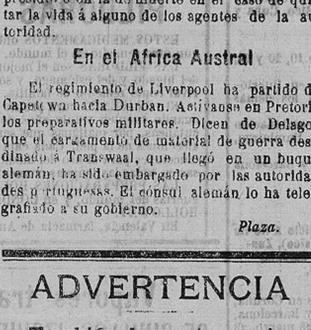 tar la vida á alguno de los agentes de la au
toridad.
En el Africa Austral
El regimiento de Liverpool ha partido d
Capetown hacia Durban. Activanse en Pretori
los preparativos militares. Dicen de Delago
que el cargamento de material de guerra des
dinado á Transwaal, que llegó en un buqu
alemán, ha sido embargado por las autorida
des portuguesas. El cónsul alemán lo ha tele
grafiado a su gobierno.
Plaza.
ADVERTENCIA